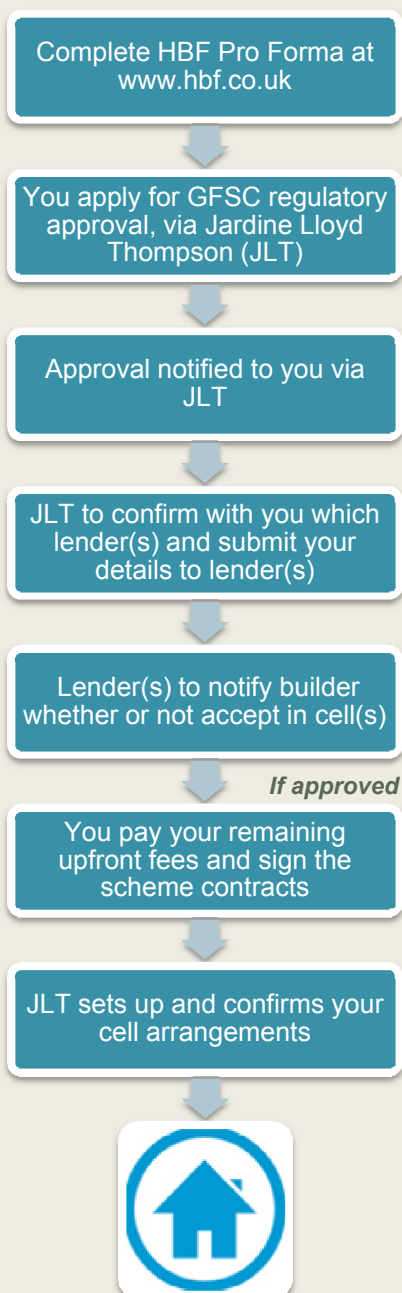 Complete HBF Pro Forma at
www.hbf.co.uk
You apply for GFSC regulatory
approval, via Jardine Lloyd
Thompson (JLT)
Approval notified to you via
JLT
JLT to confirm with you which
lender(s) and submit your
details to lender(s)
Lender(s) to notify builder
whether or not accept in cell(s)
If approved
You pay your remaining
upfront fees and sign the
scheme contracts
JLT sets up and confirms your
cell arrangements